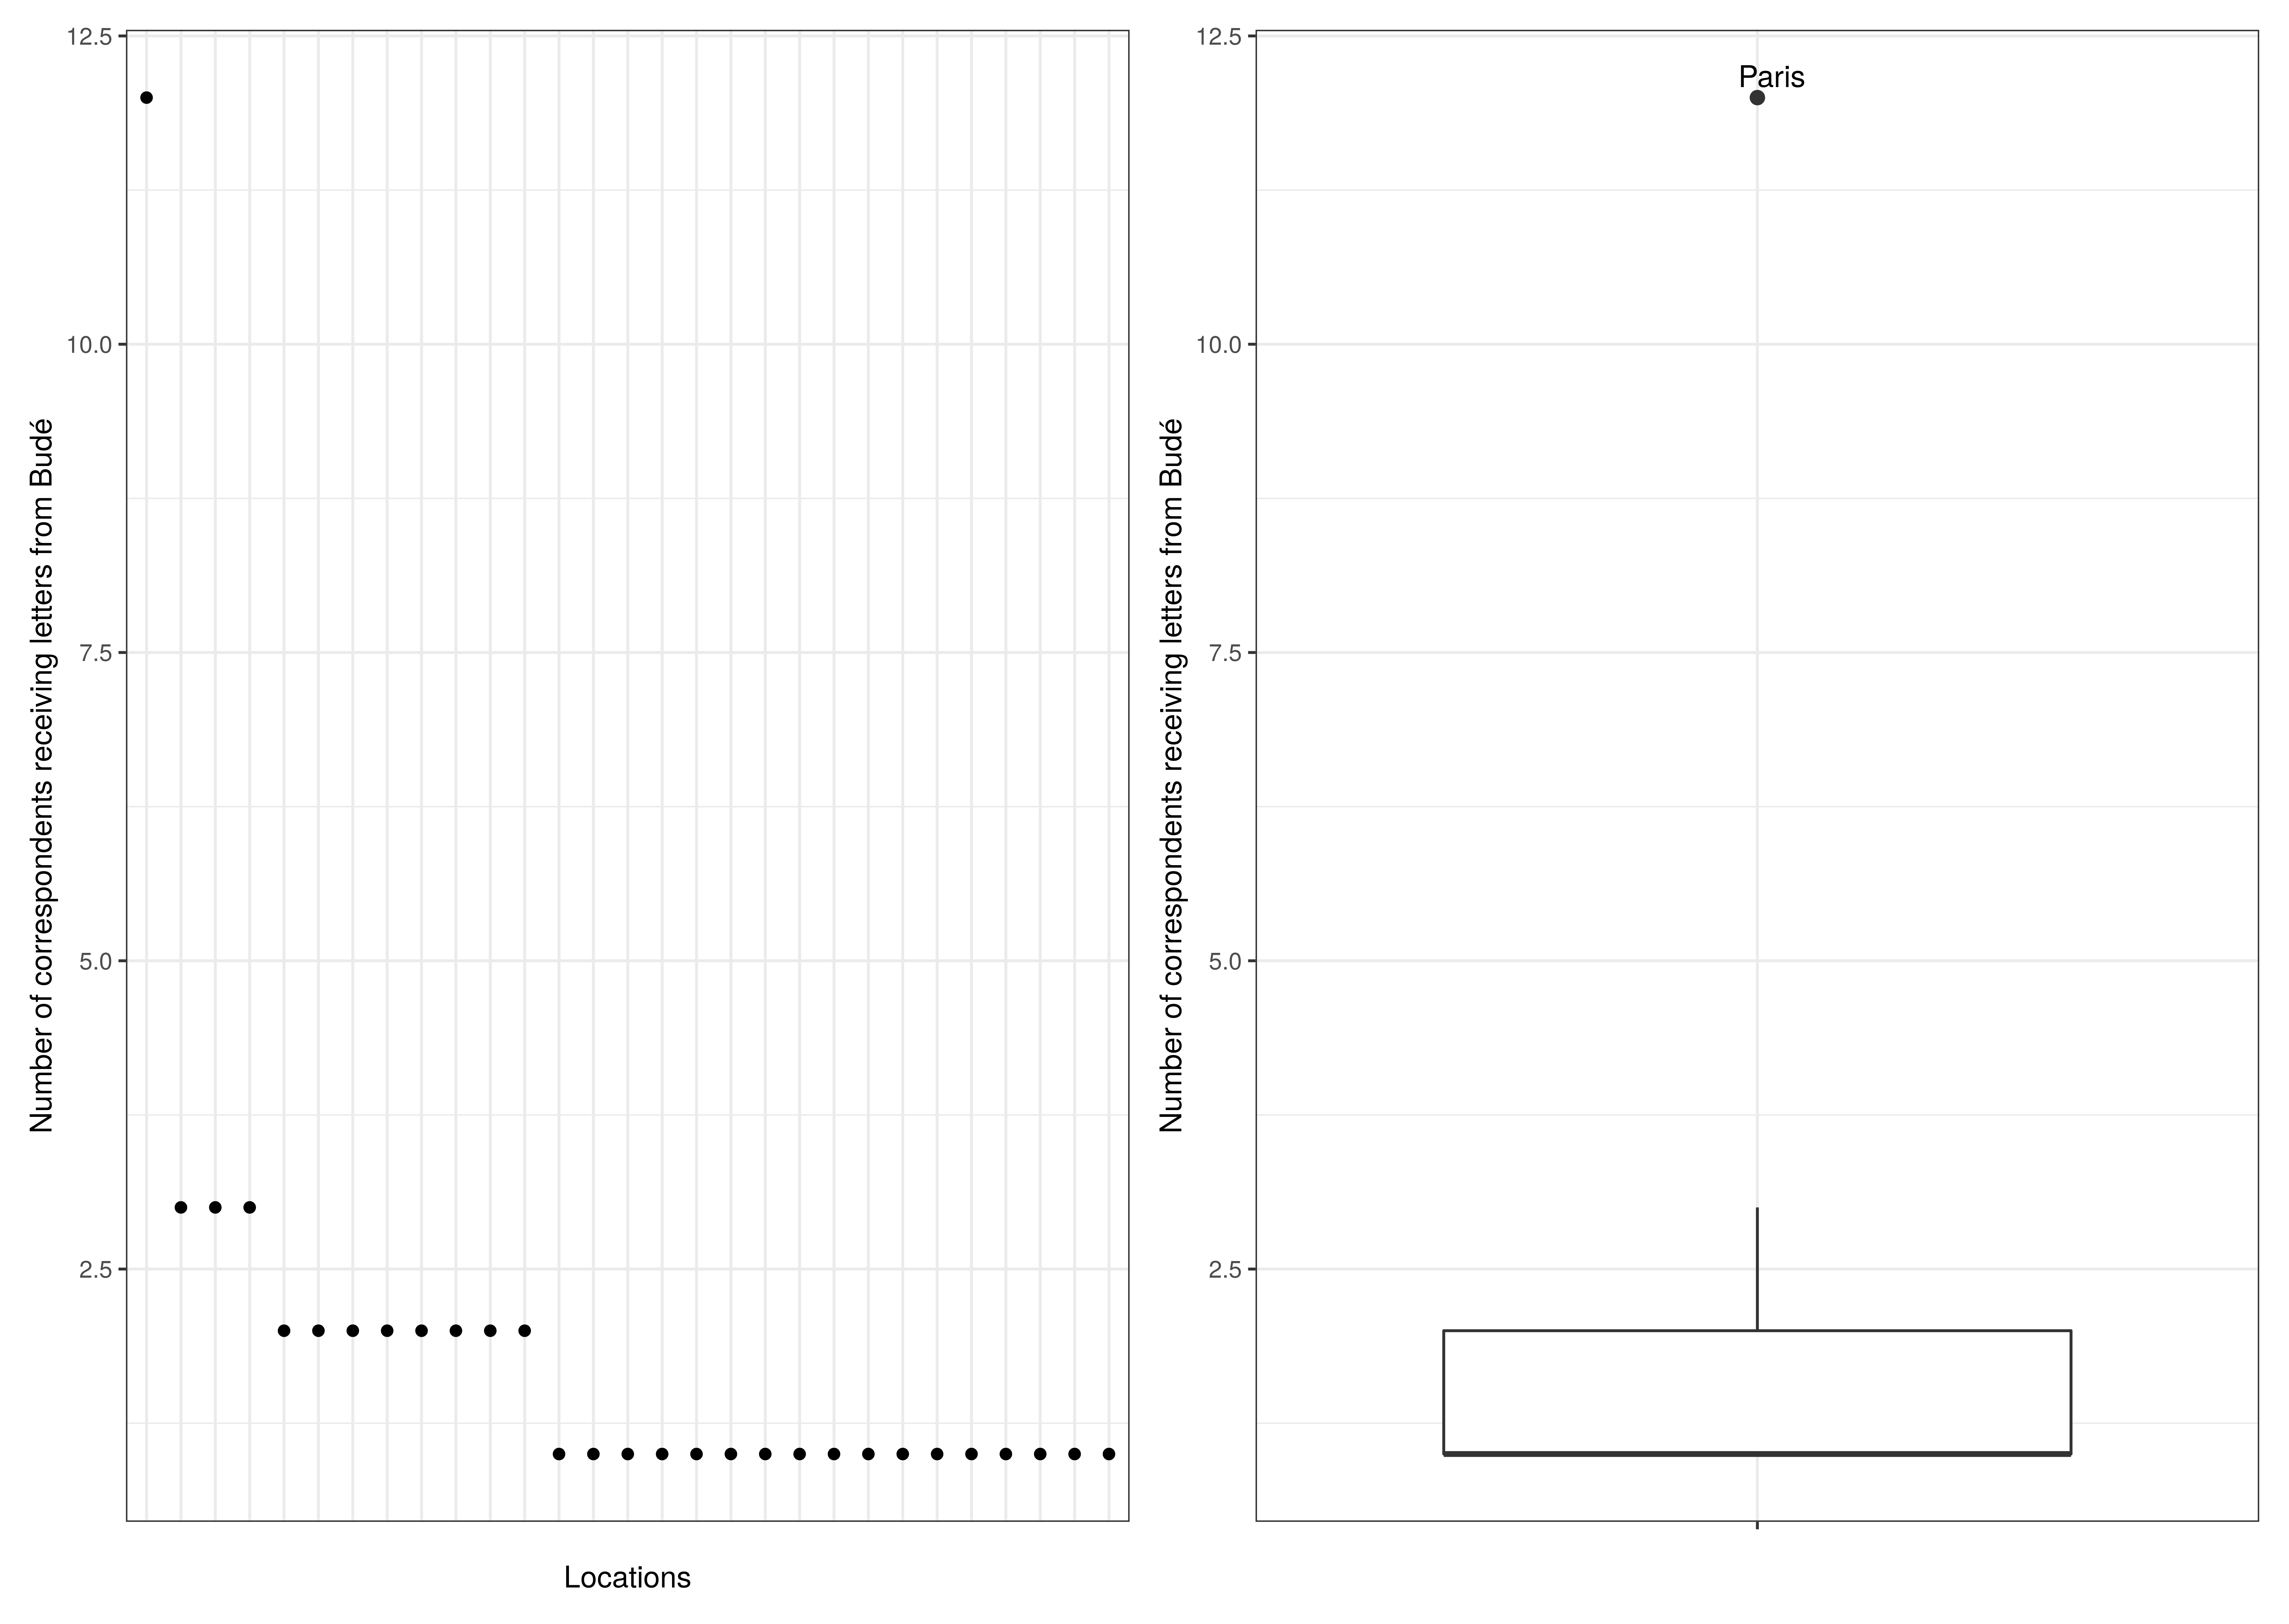 Number of correspondents receiving letters from Budé
12.5
10.0
7.5
5.0
2.5
Locations
Number of correspondents receiving letters from Budé
12.5
10.0
7.5
5.0
2.5
Paris